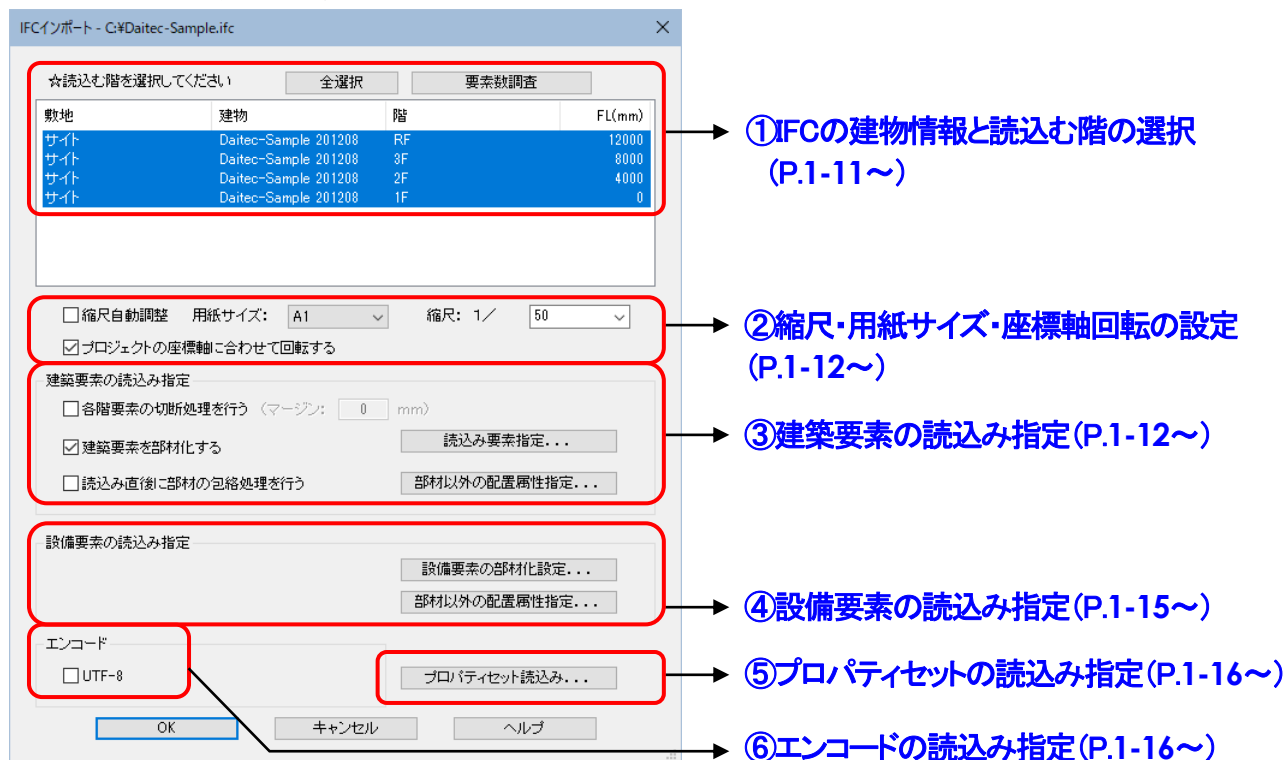 IFCインポート - C:¥Daitec-Sample.ifc
☆読込む階を選択してください 全選択 要素数調査
敷地 建物 階 FL(mm)
サイト Daitec-Sample 201208 RF 12000
サイト Daitec-Sample 201208 3F 8000
サイト Daitec-Sample 201208 2F 4000
サイト Daitec-Sample 201208 1F 0
①IFCの建物情報と読込む階の選択
(P.1-11~)
縮尺自動調整 用紙サイズ: A1 縮尺: 1/ 50
プロジェクトの座標軸に合わせて回転する
②縮尺・用紙サイズ・座標軸回転の設定
(P.1-12~)
建築要素の読込み指定
各階要素の切断処理を行う (マージン: 0 mm)
建築要素を部材化する 読込み要素指定...
読込み直後に部材の包絡処理を行う 部材以外の配置属性指定...
③建築要素の読込み指定(P.1-12~)
設備要素の読込み指定
設備要素の部材化設定...
部材以外の配置属性指定...
④設備要素の読込み指定(P.1-15~)
エンコード
UTF-8 プロパティセット読込み...
⑤プロパティセットの読込み指定(P.1-16~)
OK キャンセル ヘルプ
⑥エンコードの読込み指定(P.1-16~)